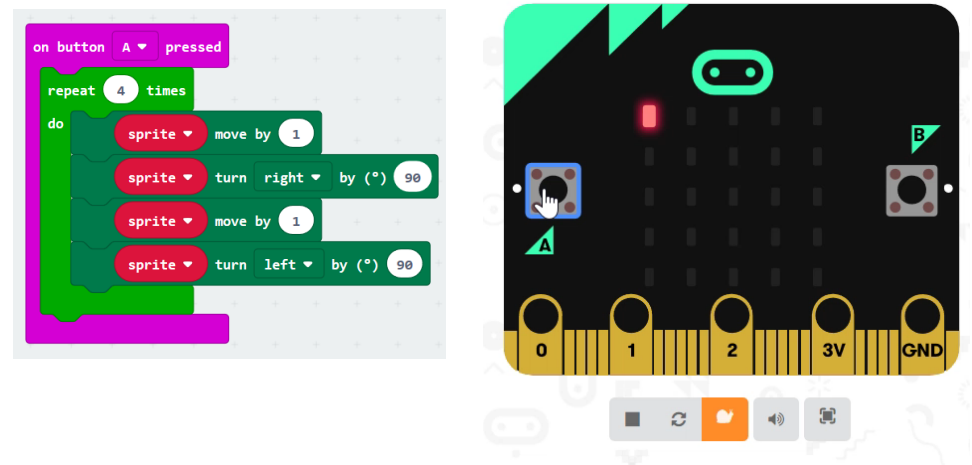 on button A pressed
repeat 4 times
do
sprite move by 1
sprite turn right by (°) 90
sprite move by 1
sprite turn left by (°) 90
B
A
0 1 2 3V GND